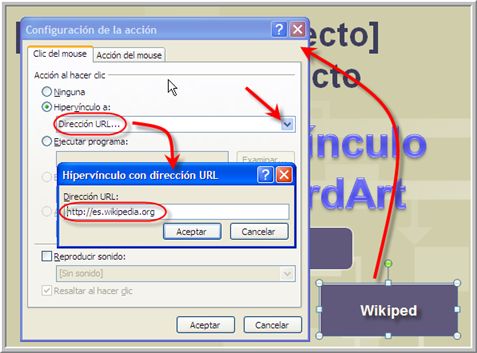 ecto]
cto
Configuración de la acción
Clic del mouse
Acción del mouse
Acción al hacer clic
Ninguna
Hipervínculo a:
Dirección URL...
Ejecutar programa:
Examinar
Hipervínculo con dirección URL
Dirección URL:
http://es.wikipedia.org
Aceptar
Cancelar
Reproducir sonido:
[Sin sonido]
Resaltar al hacer clic
Aceptar
Cancelar
ínculo
rdArt
Wikiped